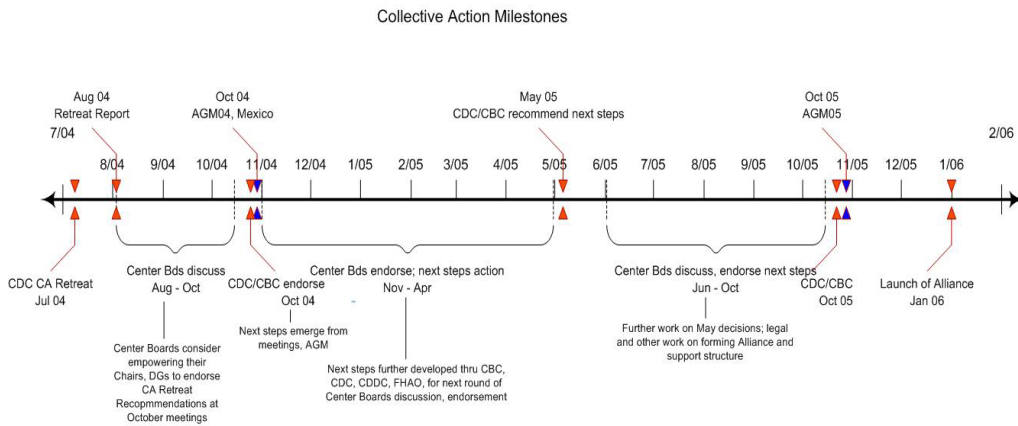 Collective Action Milestones
Aug 04
Retreat Report
Oct 04
AGM04, Mexico
May 05
CDC/CBC recommend next steps
Oct 05
AGM05
7/04
2/06
8/04
9/04
10/04
11/04
12/04
1/05
2/05
3/05
4/05
5/05
6/05
7/05
8/05
9/05
10/05
11/05
12/05
1/06
CDC CA Retreat
Jul 04
Center Bds discuss
Aug - Oct
CDC/CBC endorse
Oct 04
Center Bds endorse; next steps action
Nov - Apr
Center Bds discuss, endorse next steps
Jun - Oct
CDC/CBC
Oct 05
Launch of Alliance
Jan 06
Center Boards consider
empowering their
Chairs, DGs to endorse
CA Retreat
Recopmmendations at
October meetings
Next steps emerge from
meetings, AGM
Next steps further developed thru CBC,
CDC, CDDC, FHAO, for next round of
Center Boards discussion, endorsement
Further work on May decisions; legal
and other work on forming Alliance and
support structure